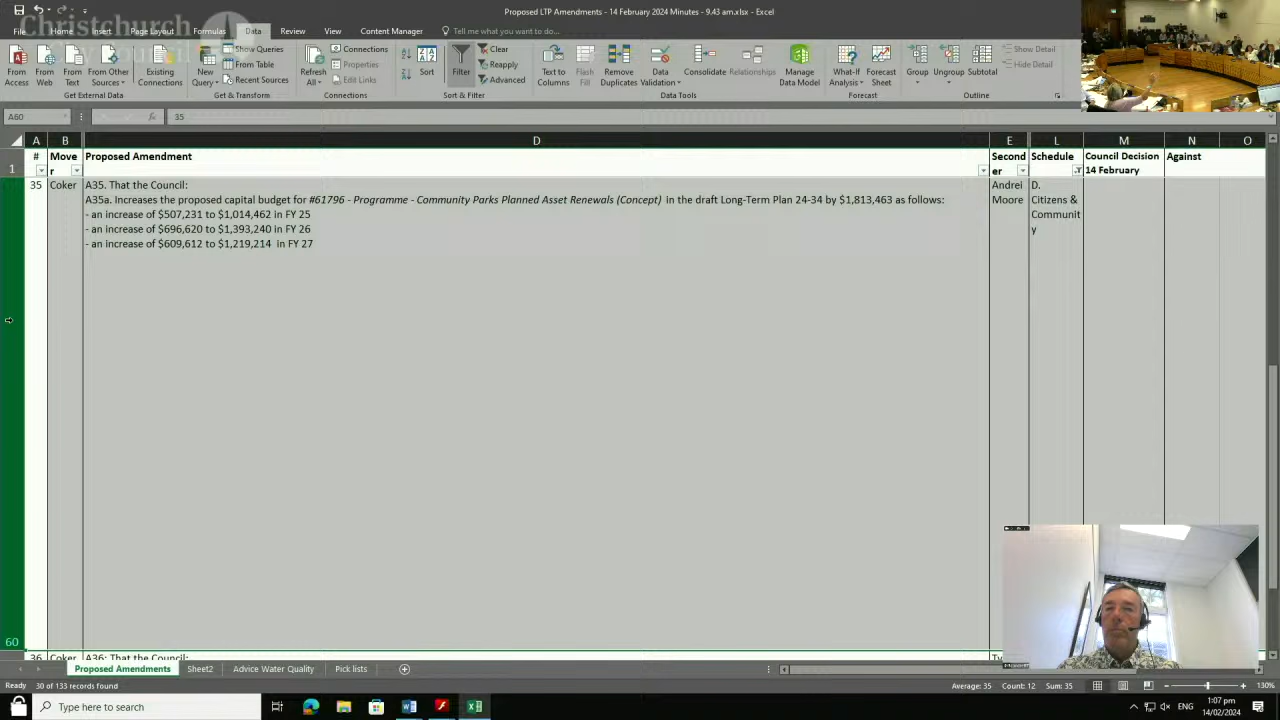 Proposed LTP Amendments - 14 February 2024 Minutes - 9.43 am.xlsx - Excel
Christchurch
City Council
File Home Insert Page Layout Formulas Data Review View Content Manager Tell me what you want to do...
From Access
From Web
From Text
From Other Sources
Existing Connections
New Query
Show Queries
From Table
Recent Sources
Refresh All
Connections
Properties
Edit Links
Sort
Filter
Clear
Reapply
Advanced
Text to Columns
Flash Fill
Remove Duplicates
Data Validation
Consolidate
Relationships
Manage Data Model
What-If Analysis
Forecast Sheet
Group
Ungroup
Subtotal
Show Detail
Hide Detail
Get External Data Get & Transform Connections Sort & Filter Data Tools Forecast Outline
A60 35
A B D E L M N O
1 # Mover Proposed Amendment Seconder Schedule Council Decision 14 February Against
35 Coker A35. That the Council:
A35a. Increases the proposed capital budget for #61796 - Programme - Community Parks Planned Asset Renewals (Concept) in the draft Long-Term Plan 24-34 by $1,813,463 as follows:
- an increase of $507,231 to $1,014,462 in FY 25
- an increase of $696,620 to $1,393,240 in FY 26
- an increase of $609,612 to $1,219,214 in FY 27
Andrei Moore
D. Citizens & Community
60
36 Coker A36: That the Council:
Proposed Amendments Sheet2 Advice Water Quality Pick lists
Ready 30 of 133 records found Average: 35 Count: 12 Sum: 35 130%
Type here to search ENG 1:07 pm
14/02/2024